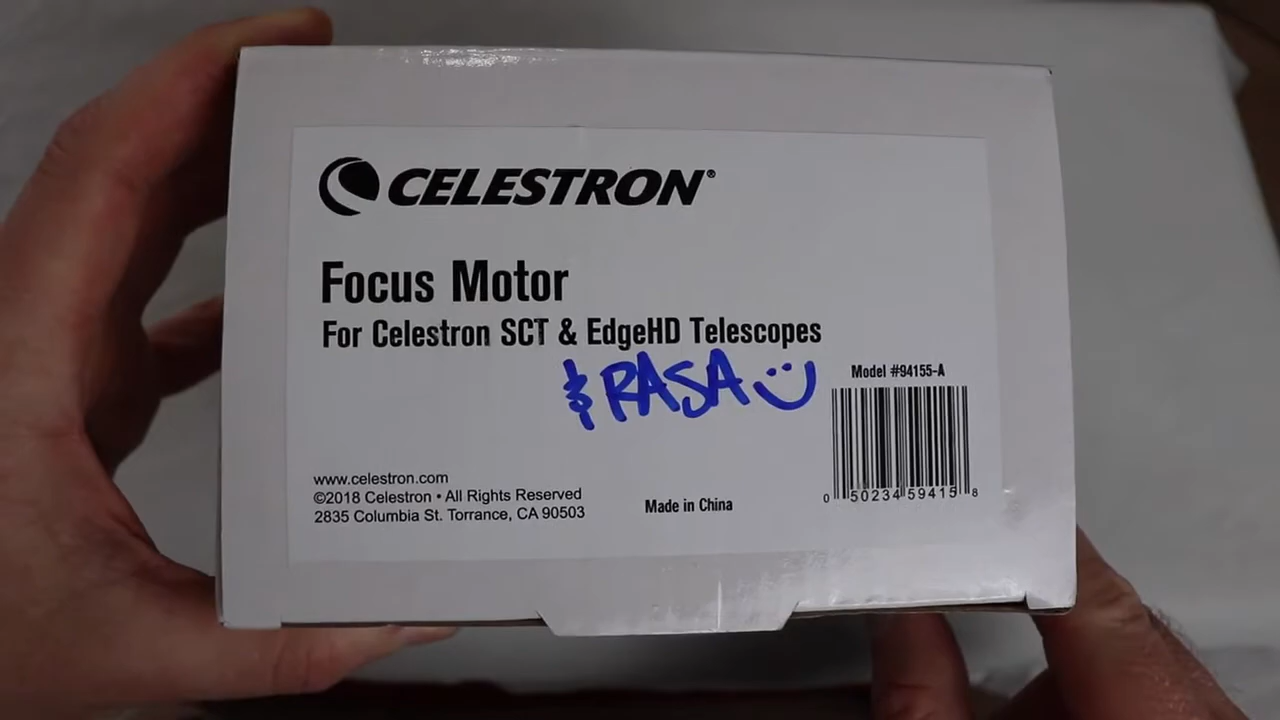 CELESTRON®
Focus Motor
For Celestron SCT & EdgeHD Telescopes
& RASA
Model #94155-A
www.celestron.com
©2018 Celestron • All Rights Reserved
2835 Columbia St. Torrance, CA 90503
Made in China
0 50234 59415 8